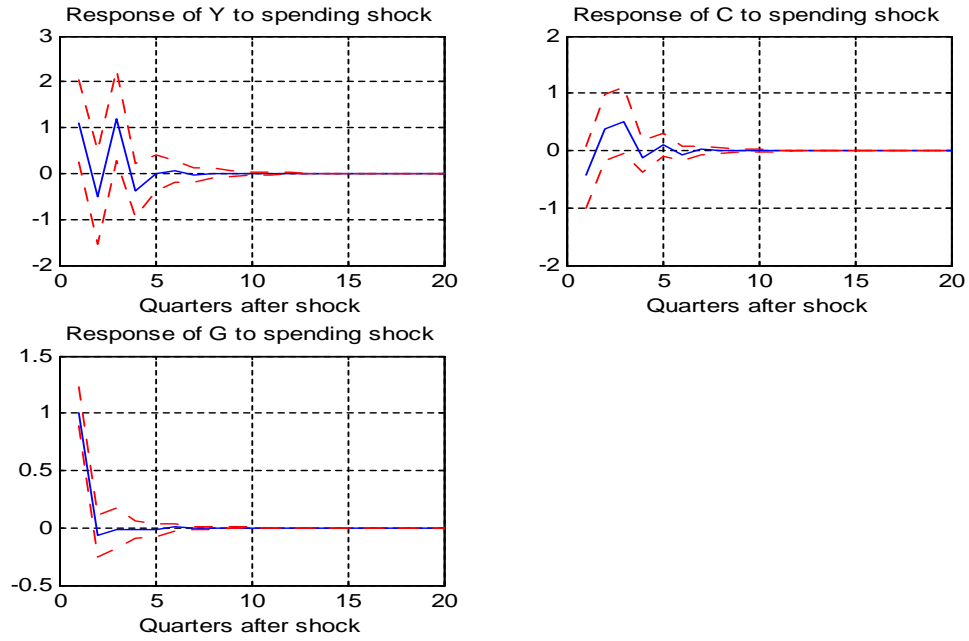 Response of Y to spending shock
3
2
1
0
-1
-2
0 5 10 15 20
Quarters after shock
Response of C to spending shock
2
1
0
-1
-2
0 5 10 15 20
Quarters after shock
Response of G to spending shock
1.5
1
0.5
0
-0.5
0 5 10 15 20
Quarters after shock